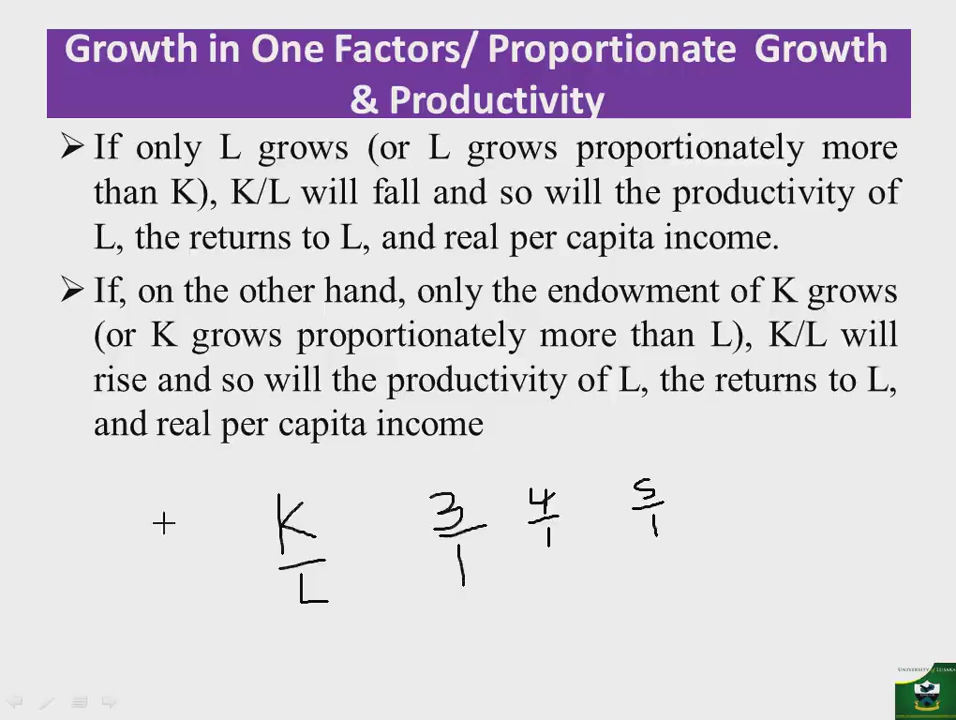 Growth in One Factors/ Proportionate Growth
& Productivity
➢ If only L grows (or L grows proportionately more
than K), K/L will fall and so will the productivity of
L, the returns to L, and real per capita income.
➢ If, on the other hand, only the endowment of K grows
(or K grows proportionately more than L), K/L will
rise and so will the productivity of L, the returns to L,
and real per capita income
K/L 3/1 4/1 5/1